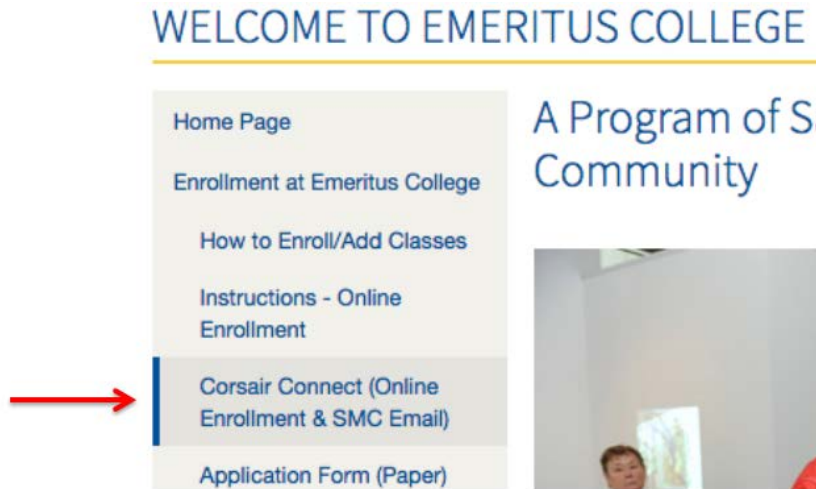 WELCOME TO EMERITUS COLLEGE
Home Page
Enrollment at Emeritus College
How to Enroll/Add Classes
Instructions - Online
Enrollment
Corsair Connect (Online
Enrollment & SMC Email)
Application Form (Paper)
A Program of
Community